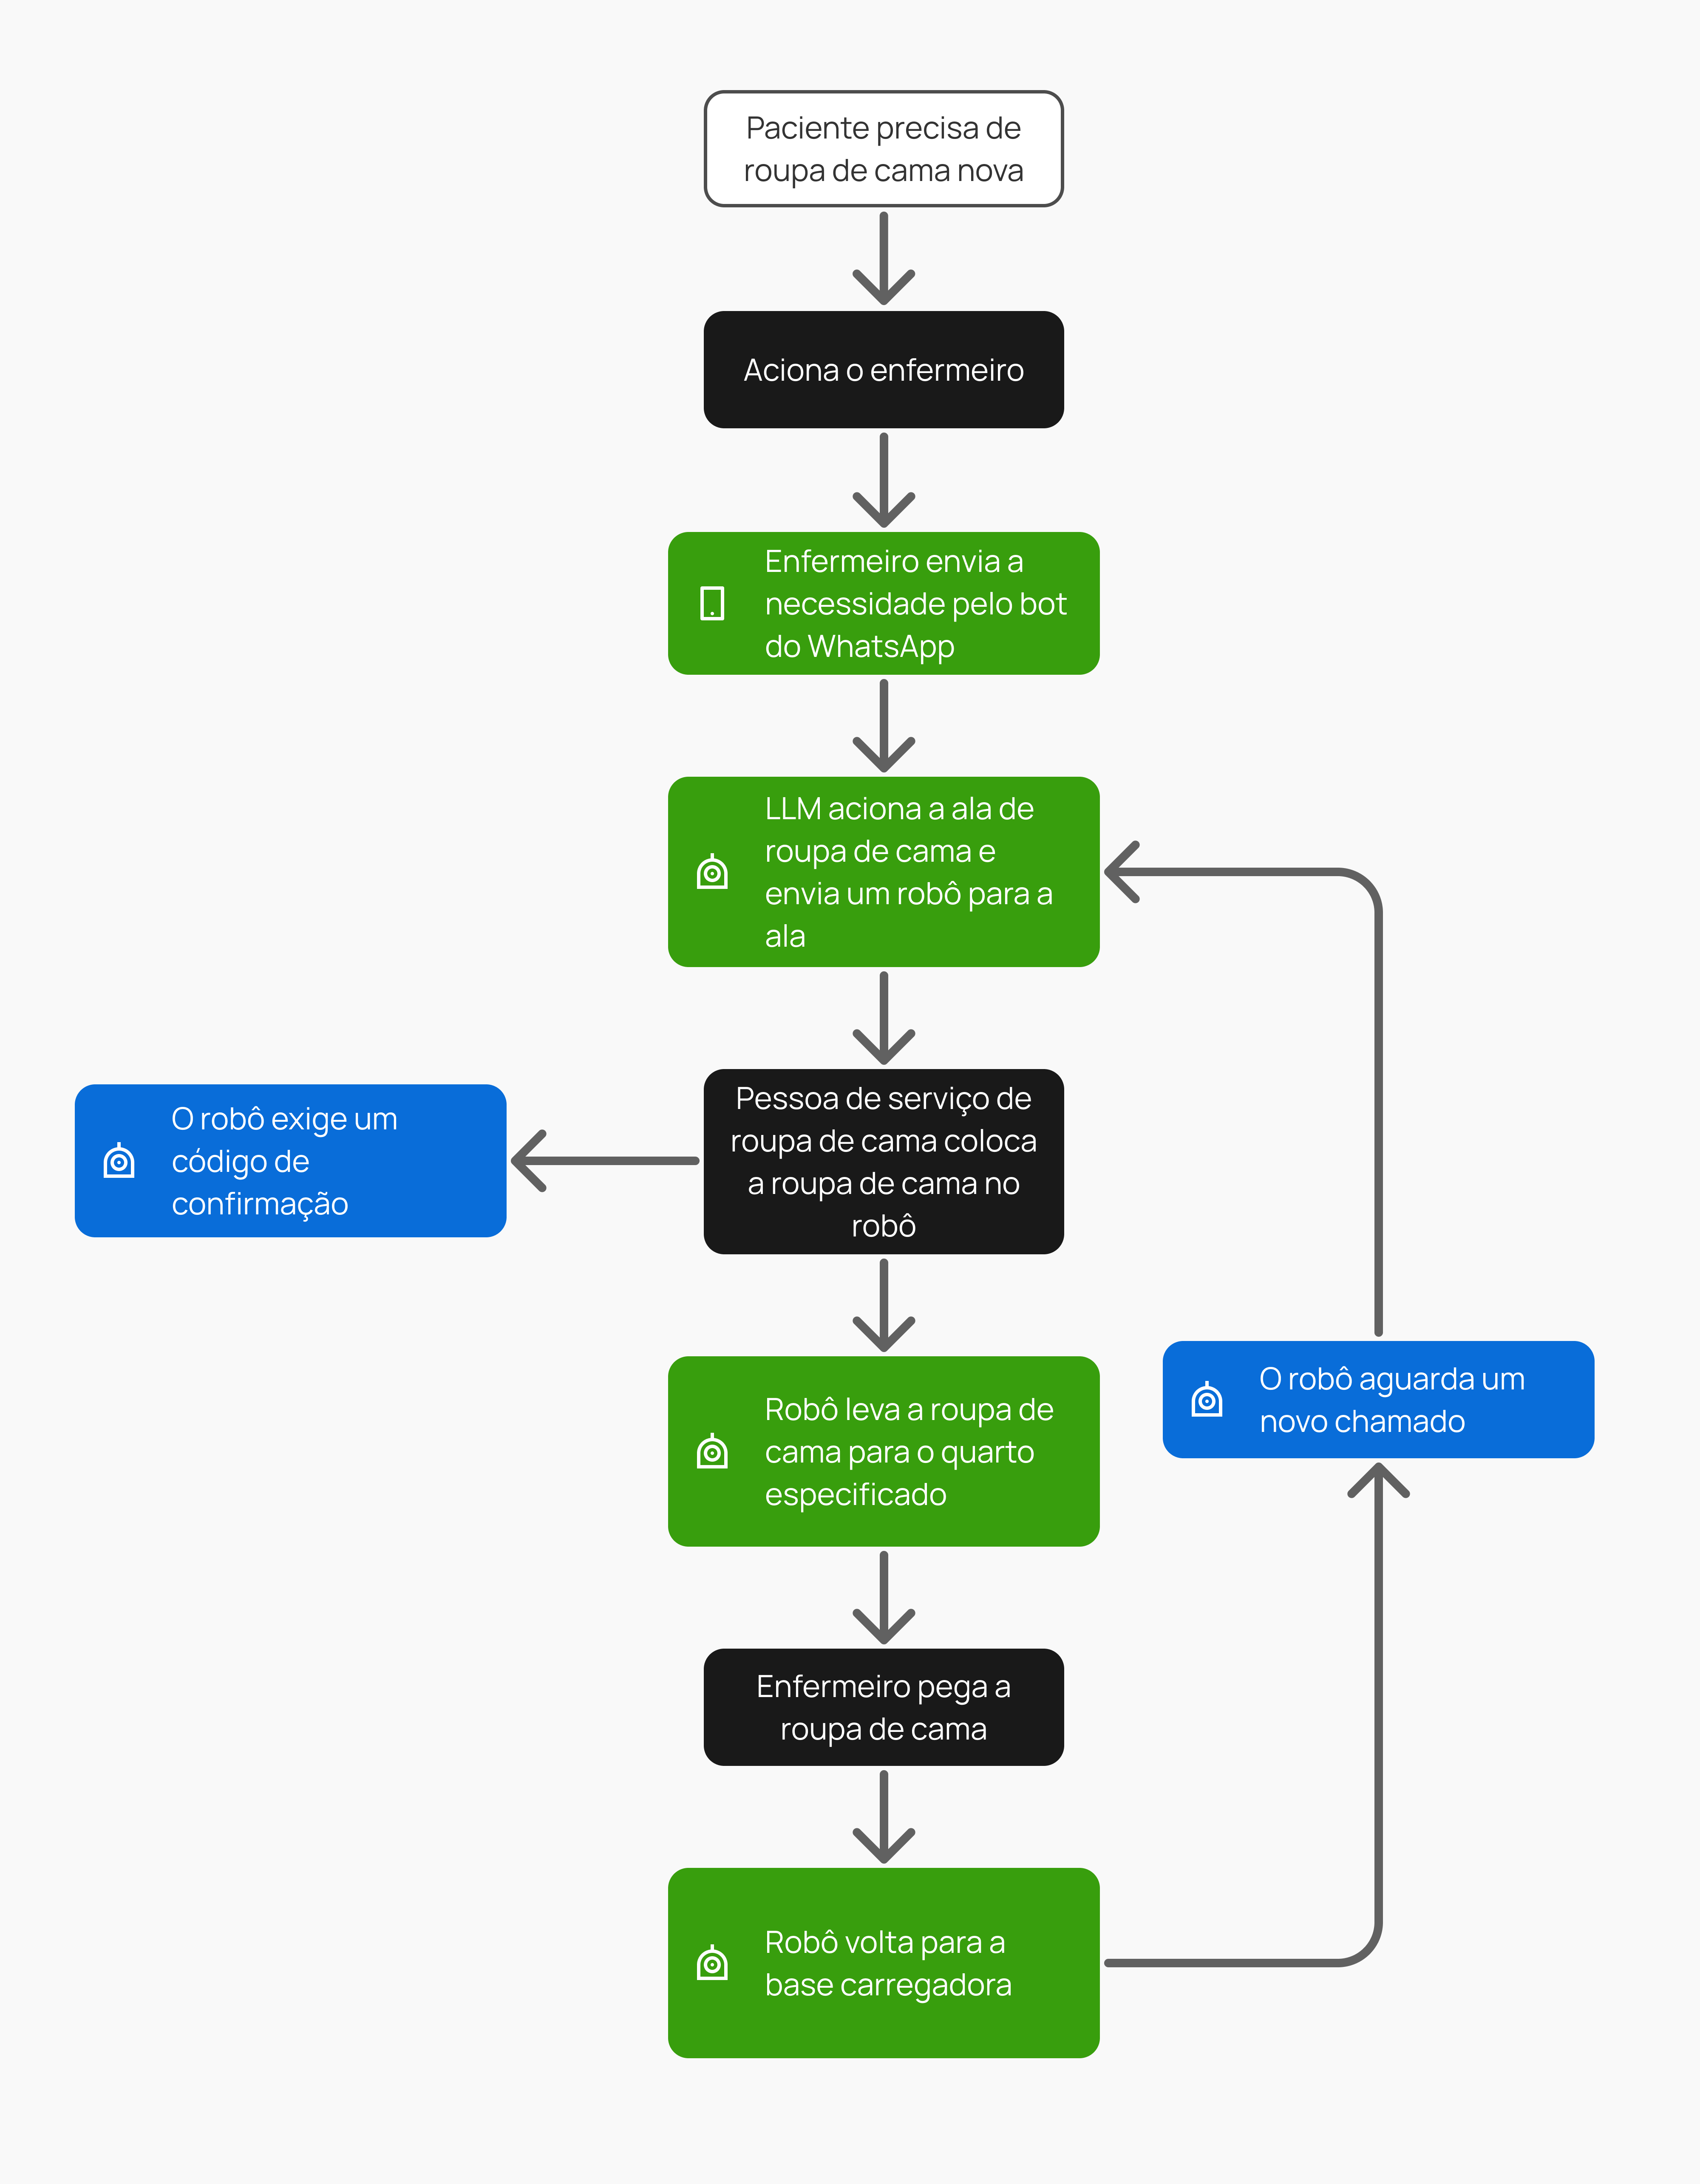 Paciente precisa de
roupa de cama nova
Aciona o enfermeiro
Enfermeiro envia a
necessidade pelo bot
do WhatsApp
LLM aciona a ala de
roupa de cama e
envia um robô para a
ala
Pessoa de serviço de
roupa de cama coloca
a roupa de cama no
robô
O robô exige um
código de
confirmação
Robô leva a roupa de
cama para o quarto
especificado
O robô aguarda um
novo chamado
Enfermeiro pega a
roupa de cama
Robô volta para a
base carregadora